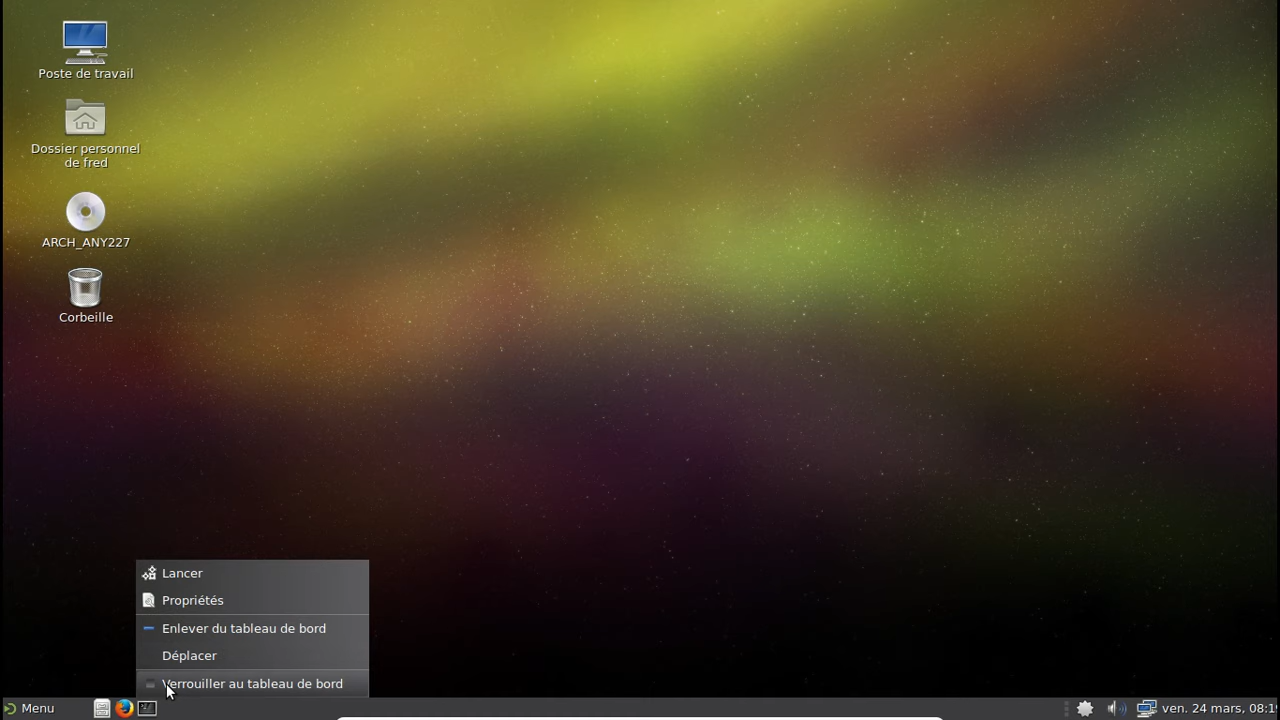 Poste de travail
Dossier personnel
de fred
ARCH_ANY227
Corbeille
Lancer
Propriétés
Enlever du tableau de bord
Déplacer
Verrouiller au tableau de bord
Menu
ven. 24 mars, 08:1